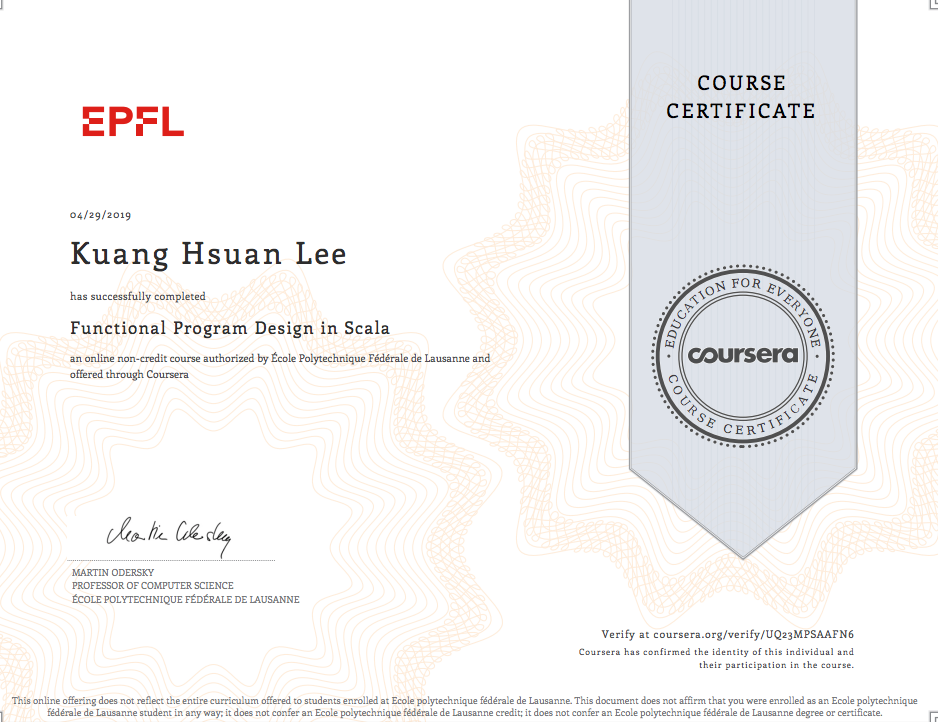 COURSE
CERTIFICATE
EPFL
04/29/2019
Kuang Hsuan Lee
has successfully completed
Functional Program Design in Scala
an online non-credit course authorized by École Polytechnique Fédérale de Lausanne and
offered through Coursera
EDUCATION FOR EVERYONE
coursera
COURSE CERTIFICATE
Martin Odersky
MARTIN ODERSKY
PROFESSOR OF COMPUTER SCIENCE
ÉCOLE POLYTECHNIQUE FÉDÉRALE DE LAUSANNE
Verify at coursera.org/verify/UQ23MPSAAFN6
Coursera has confirmed the identity of this individual and
their participation in the course.
This online offering does not reflect the entire curriculum offered to students enrolled at Ecole polytechnique fédérale de Lausanne. This document does not affirm that you were enrolled as an Ecole polytechnique
fédérale de Lausanne student in any way; it does not confer an Ecole polytechnique fédérale de Lausanne credit; it does not confer an Ecole polytechnique fédérale de Lausanne degree or certificate.